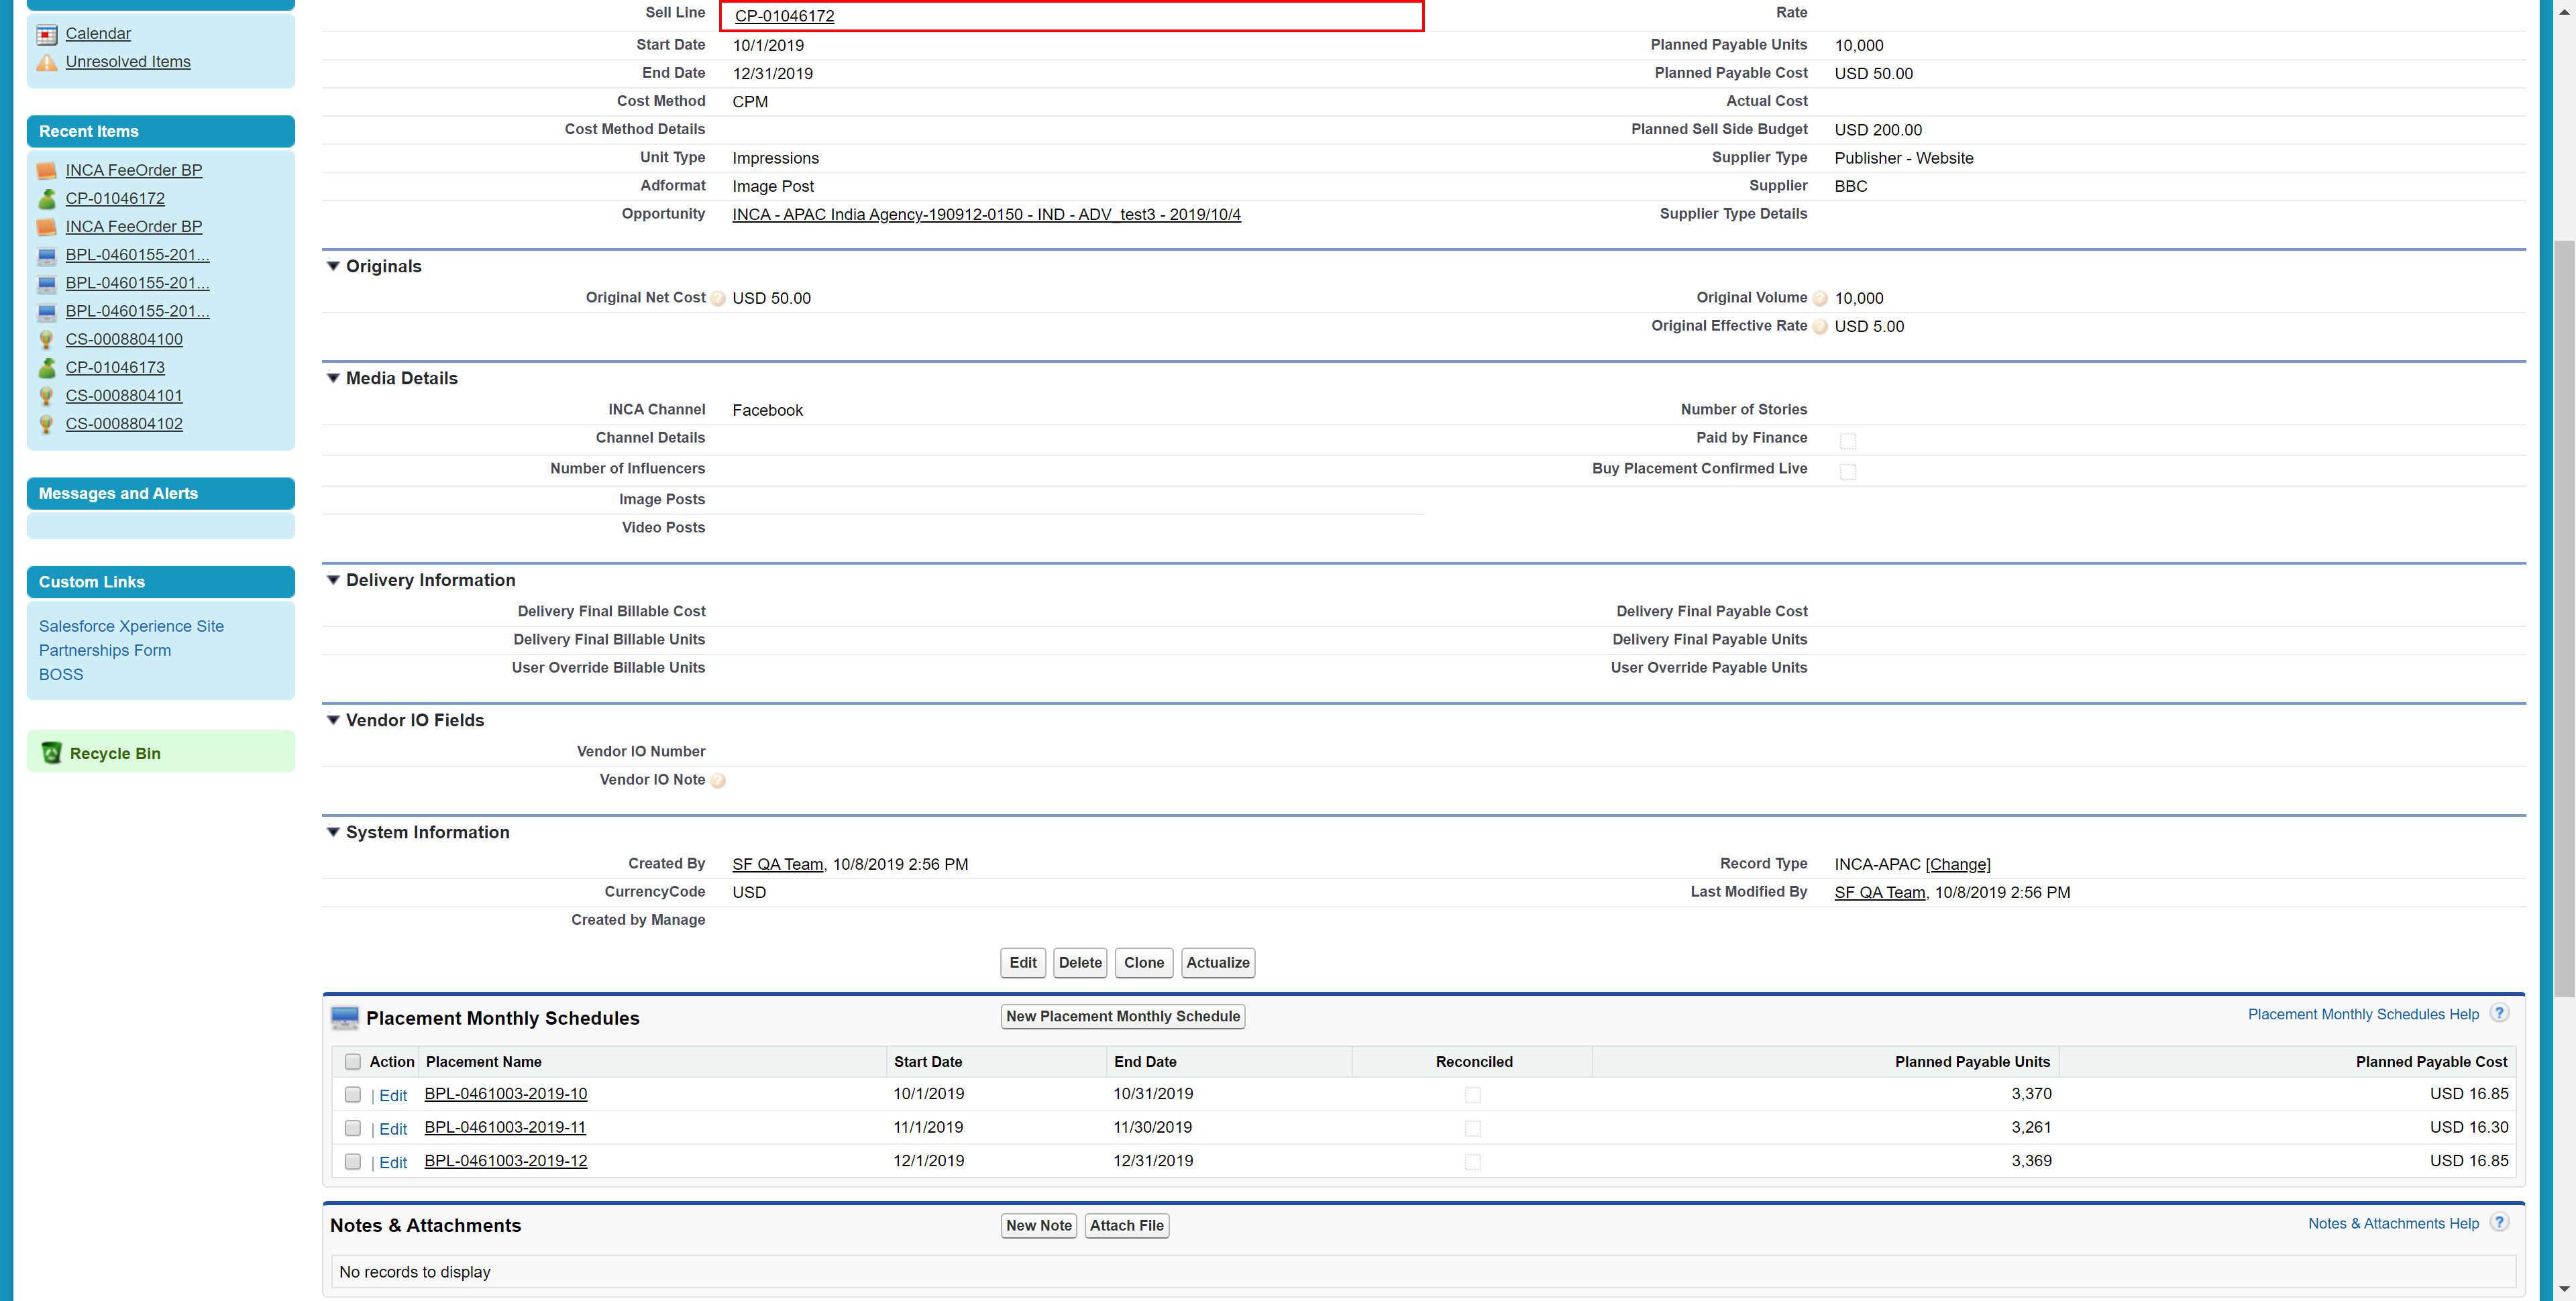 Calendar
Unresolved Items
Recent Items
INCA FeeOrder BP
CP-01046172
INCA FeeOrder BP
BPL-0460155-201...
BPL-0460155-201...
BPL-0460155-201...
CS-0008804100
CP-01046173
CS-0008804101
CS-0008804102
Messages and Alerts
Custom Links
Salesforce Xperience Site
Partnerships Form
BOSS
Recycle Bin
Sell Line CP-01046172 Rate
Start Date 10/1/2019 Planned Payable Units 10,000
End Date 12/31/2019 Planned Payable Cost USD 50.00
Cost Method CPM Actual Cost
Cost Method Details Planned Sell Side Budget USD 200.00
Unit Type Impressions Supplier Type Publisher - Website
Adformat Image Post Supplier BBC
Opportunity INCA - APAC India Agency-190912-0150 - IND - ADV_test3 - 2019/10/4 Supplier Type Details
Originals
Original Net Cost ? USD 50.00 Original Volume ? 10,000
Original Effective Rate ? USD 5.00
Media Details
INCA Channel Facebook Number of Stories
Channel Details Paid by Finance
Number of Influencers Buy Placement Confirmed Live
Image Posts
Video Posts
Delivery Information
Delivery Final Billable Cost Delivery Final Payable Cost
Delivery Final Billable Units Delivery Final Payable Units
User Override Billable Units User Override Payable Units
Vendor IO Fields
Vendor IO Number
Vendor IO Note ?
System Information
Created By SF QA Team, 10/8/2019 2:56 PM Record Type INCA-APAC [Change]
CurrencyCode USD Last Modified By SF QA Team, 10/8/2019 2:56 PM
Created by Manage
Edit Delete Clone Actualize
Placement Monthly Schedules New Placement Monthly Schedule Placement Monthly Schedules Help ?
Action Placement Name Start Date End Date Reconciled Planned Payable Units Planned Payable Cost
| Edit BPL-0461003-2019-10 10/1/2019 10/31/2019 3,370 USD 16.85
| Edit BPL-0461003-2019-11 11/1/2019 11/30/2019 3,261 USD 16.30
| Edit BPL-0461003-2019-12 12/1/2019 12/31/2019 3,369 USD 16.85
Notes & Attachments New Note Attach File Notes & Attachments Help ?
No records to display